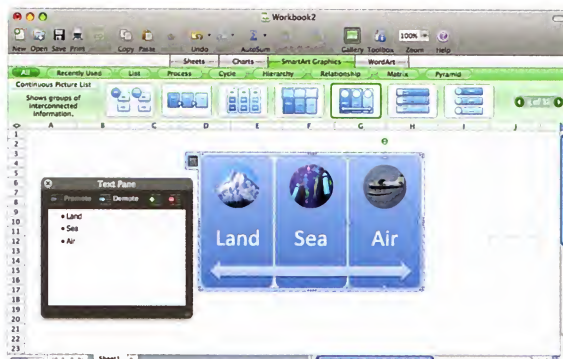 Workbook2
New Open Save Print Copy Paste Undo AutoSum Gallery Toolbox Zoom Help
100%
Sheets Charts SmartArt Graphics WordArt
All Recently Used List Process Cycle Hierarchy Relationship Matrix Pyramid
Continuous Picture List
Shows groups of
interconnected
information.
A B C D E F G H I J
1
2
3
4
5
6
7
8
9
10
11
12
13
14
15
16
17
18
19
20
21
22
23
Text Pane
Promote Demote
• Land
• Sea
• Air
Land Sea Air
Sheet1